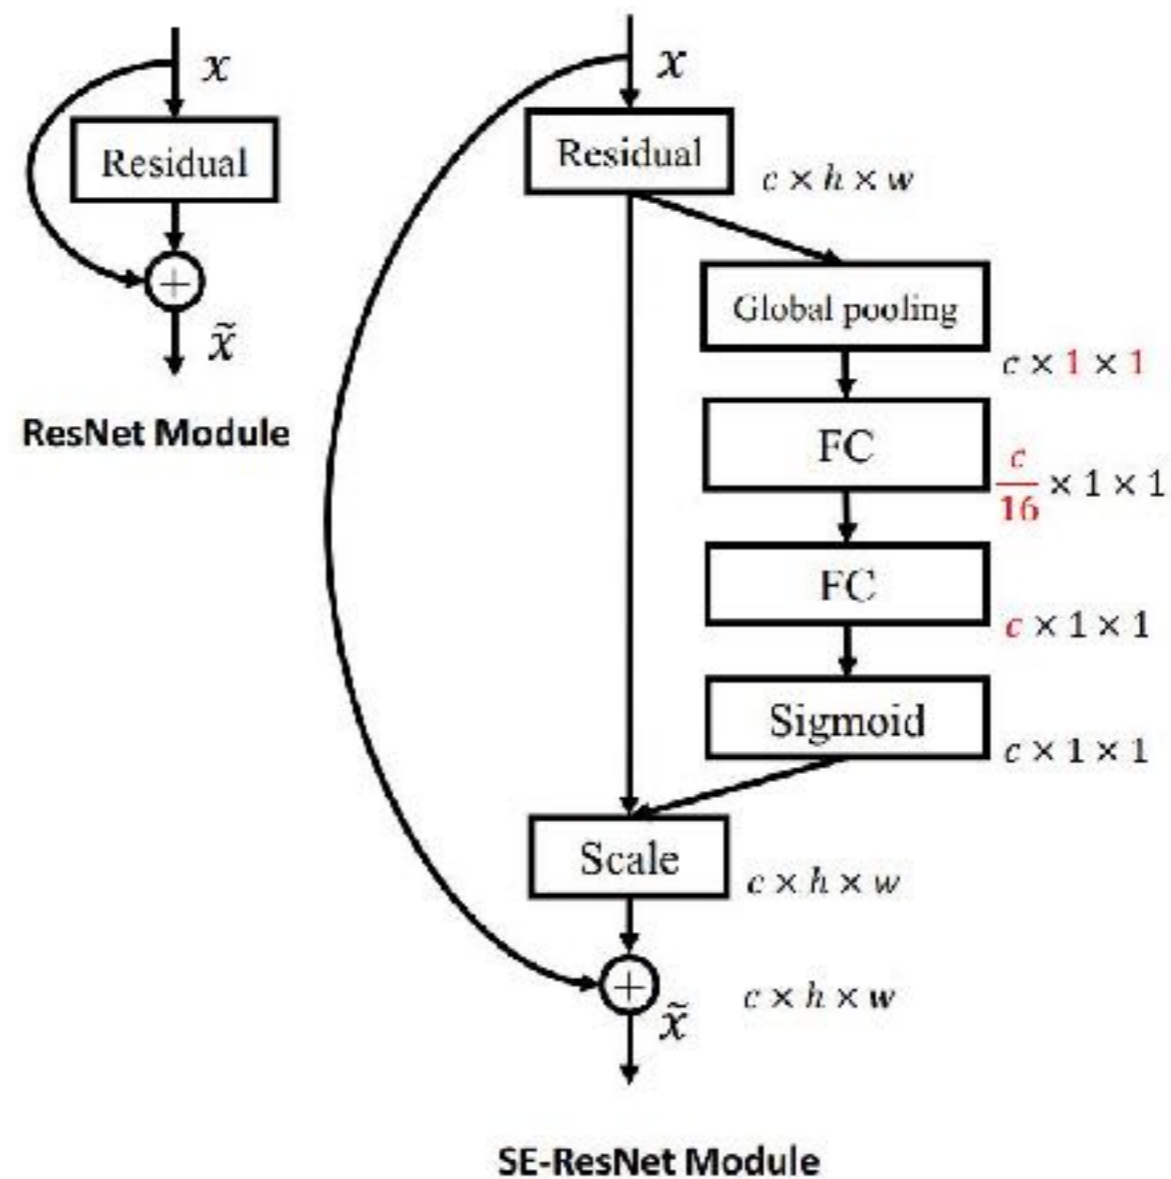 x
Residual
+
x̃
ResNet Module
x
Residual
c × h × w
Global pooling
c × 1 × 1
FC
c/16 × 1 × 1
FC
c × 1 × 1
Sigmoid
c × 1 × 1
Scale
c × h × w
+
x̃
c × h × w
SE-ResNet Module